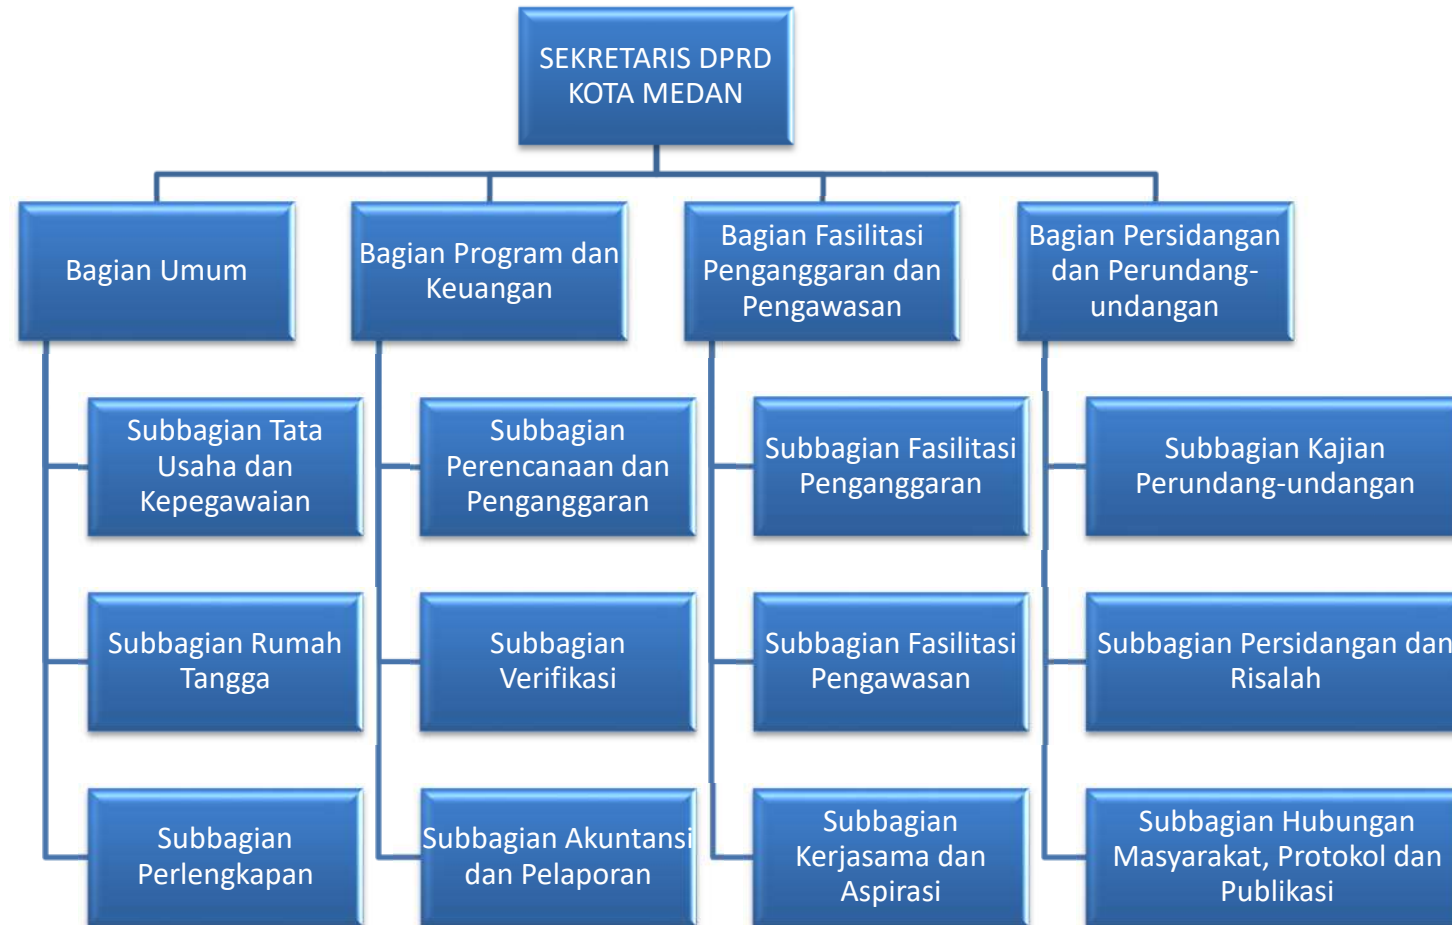 SEKRETARIS DPRD
KOTA MEDAN
Bagian Umum
Bagian Program dan
Keuangan
Bagian Fasilitasi
Penganggaran dan
Pengawasan
Bagian Persidangan
dan Perundang-
undangan
Subbagian Tata
Usaha dan
Kepegawaian
Subbagian
Perencanaan dan
Penganggaran
Subbagian Fasilitasi
Penganggaran
Subbagian Kajian
Perundang-undangan
Subbagian Rumah
Tangga
Subbagian
Verifikasi
Subbagian Fasilitasi
Pengawasan
Subbagian Persidangan dan
Risalah
Subbagian
Perlengkapan
Subbagian Akuntansi
dan Pelaporan
Subbagian
Kerjasama dan
Aspirasi
Subbagian Hubungan
Masyarakat, Protokol dan
Publikasi